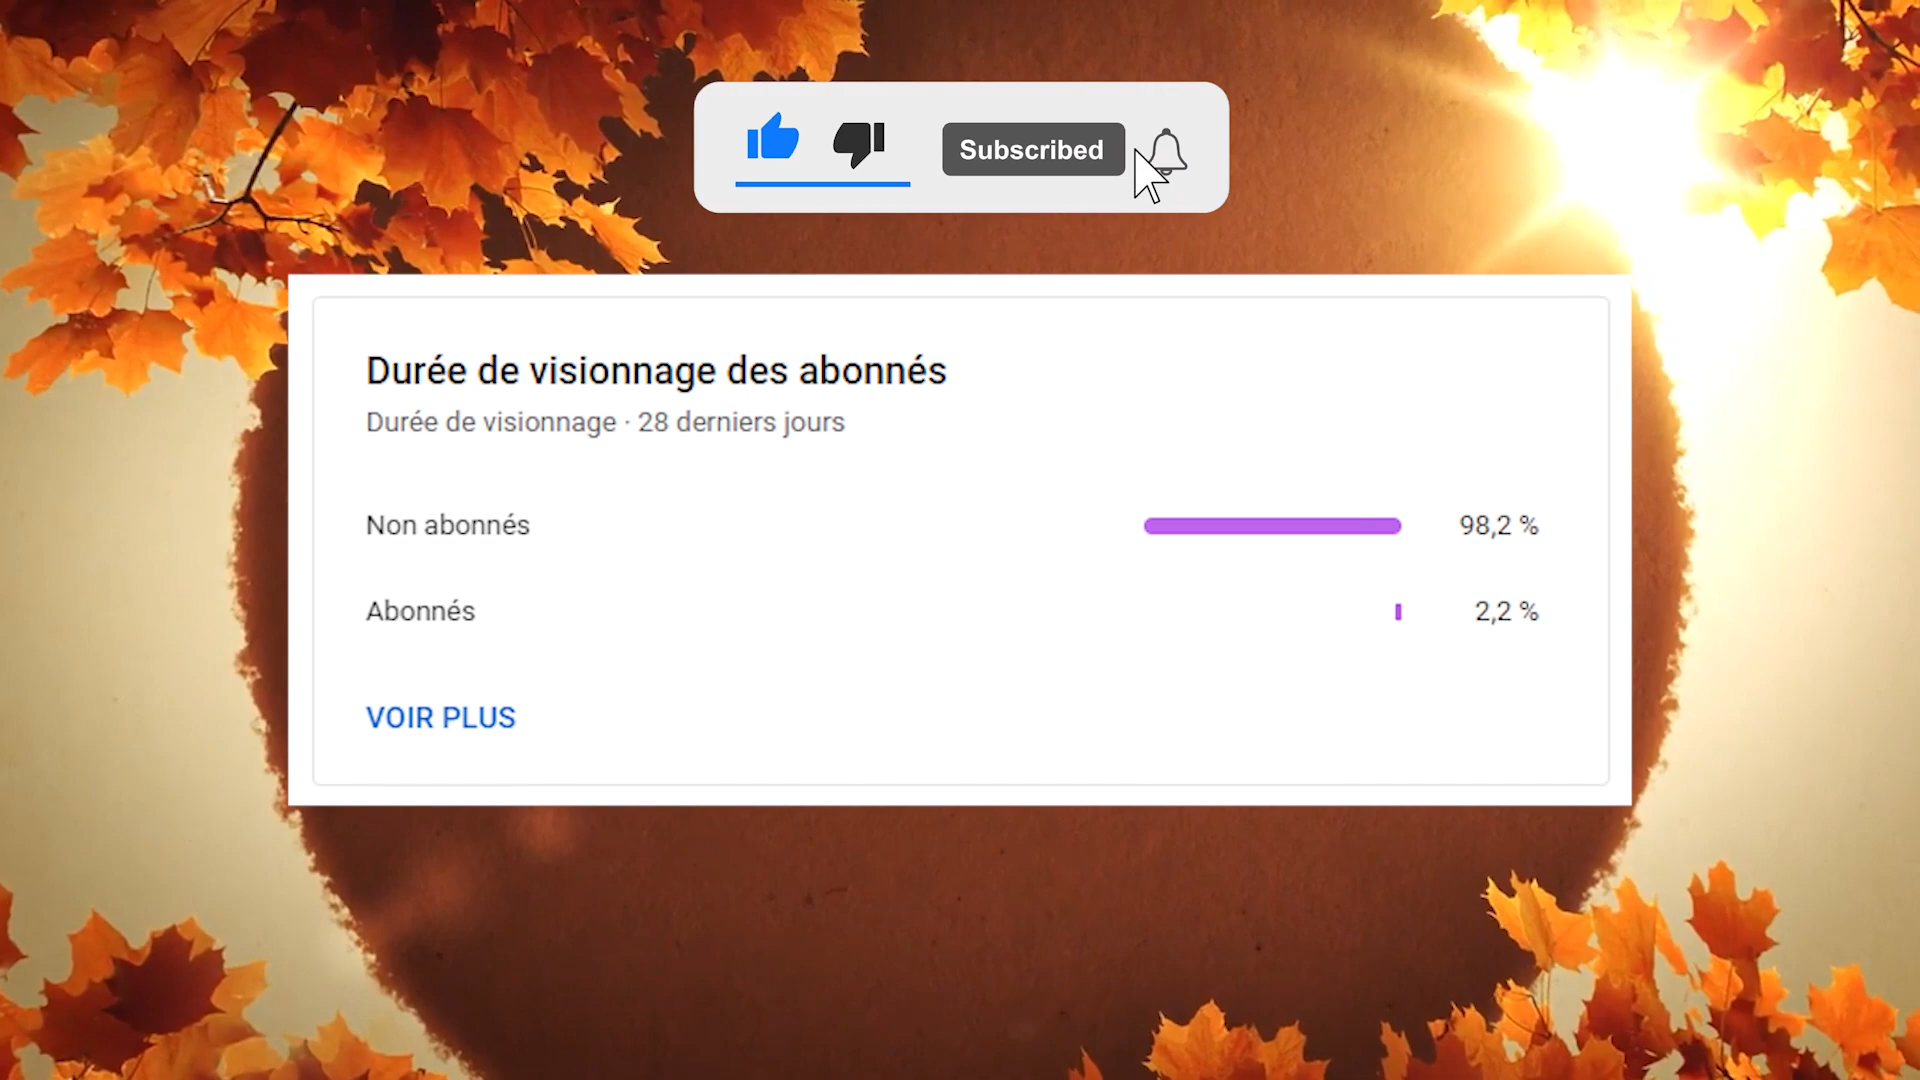 Subscribed
Durée de visionnage des abonnés
Durée de visionnage · 28 derniers jours
Non abonnés 98,2 %
Abonnés 2,2 %
VOIR PLUS